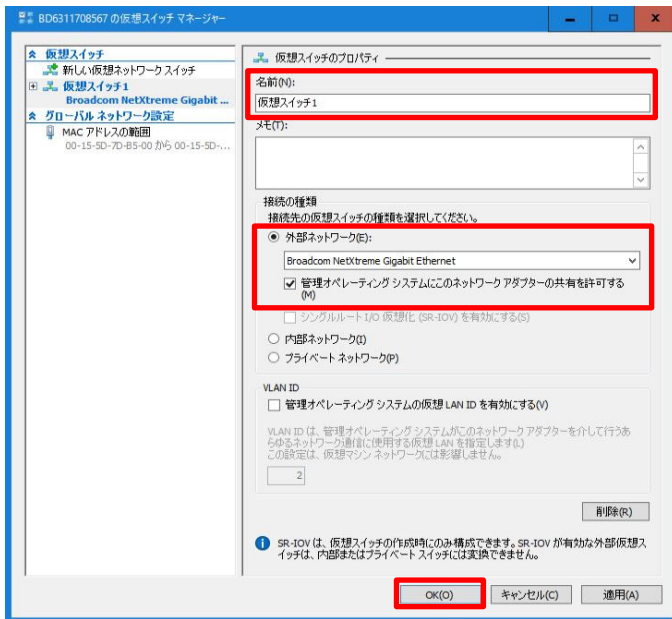 BD6311708567 の仮想スイッチ マネージャー
仮想スイッチ
新しい仮想ネットワーク スイッチ
仮想スイッチ1
Broadcom NetXtreme Gigabit ...
グローバル ネットワーク設定
MAC アドレスの範囲
00-15-5D-7D-B5-00 から 00-15-5D-...
仮想スイッチのプロパティ
名前(N):
仮想スイッチ1
メモ(T):
接続の種類
接続先の仮想スイッチの種類を選択してください。
外部ネットワーク(E):
Broadcom NetXtreme Gigabit Ethernet
管理オペレーティング システムにこのネットワーク アダプターの共有を許可する
(M)
シングルルート I/O 仮想化 (SR-IOV) を有効にする(S)
内部ネットワーク(I)
プライベート ネットワーク(P)
VLAN ID
管理オペレーティング システムの仮想 LAN ID を有効にする(V)
VLAN ID は、管理オペレーティング システムがこのネットワーク アダプターを介して行うあ
らゆるネットワーク通信に使用する仮想 LAN を指定します(L)
この設定は、仮想マシン ネットワークには影響しません。
2
削除(R)
SR-IOV は、仮想スイッチの作成時にのみ構成できます。SR-IOV が有効な外部仮想ス
イッチは、内部またはプライベート スイッチには変換できません。
OK(O)
キャンセル(C)
適用(A)